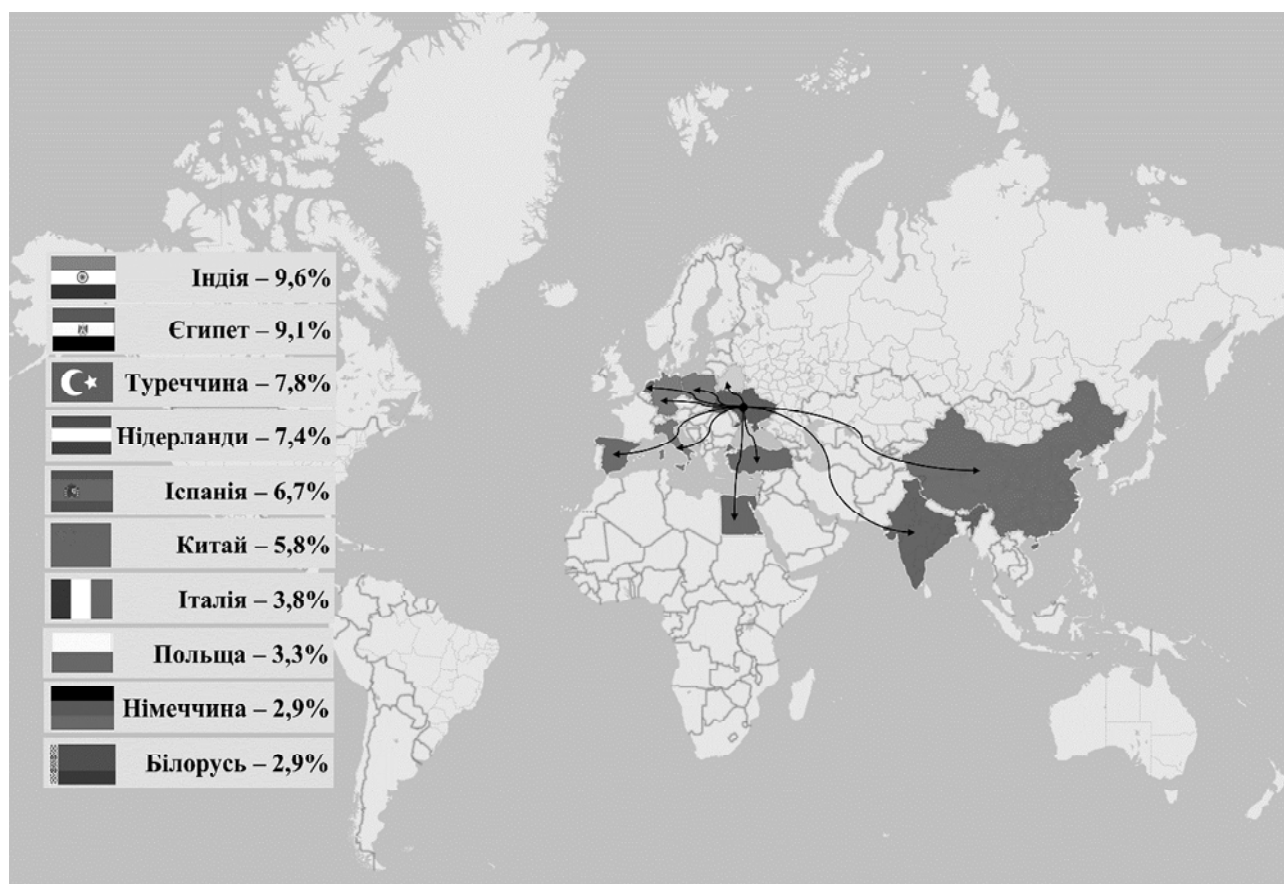 Індія – 9,6%
Єгипет – 9,1%
Туреччина – 7,8%
Нідерланди – 7,4%
Іспанія – 6,7%
Китай – 5,8%
Італія – 3,8%
Польща – 3,3%
Німеччина – 2,9%
Білорусь – 2,9%